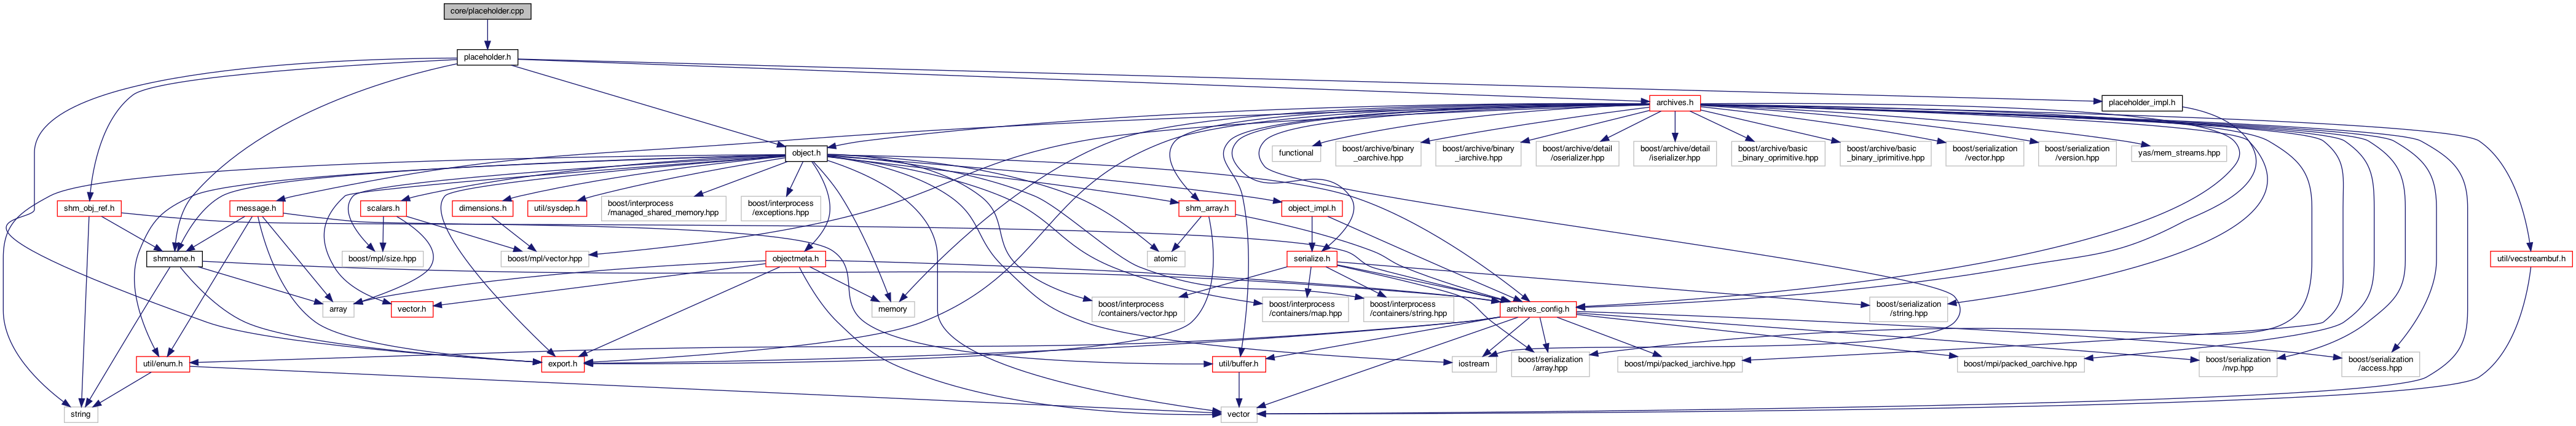 core/placeholder.cpp
placeholder.h
archives.h
placeholder_impl.h
object.h
functional
boost/archive/binary
_oarchive.hpp
boost/archive/binary
_iarchive.hpp
boost/archive/detail
/oserializer.hpp
boost/archive/detail
/iserializer.hpp
boost/archive/basic
_binary_oprimitive.hpp
boost/archive/basic
_binary_iprimitive.hpp
boost/serialization
/vector.hpp
boost/serialization
/version.hpp
yas/mem_streams.hpp
shm_obj_ref.h
message.h
scalars.h
dimensions.h
util/sysdep.h
boost/interprocess
/managed_shared_memory.hpp
boost/interprocess
/exceptions.hpp
shm_array.h
object_impl.h
shmname.h
boost/mpl/size.hpp
boost/mpl/vector.hpp
objectmeta.h
atomic
serialize.h
util/vecstreambuf.h
array
vector.h
memory
boost/interprocess
/containers/vector.hpp
boost/interprocess
/containers/map.hpp
boost/interprocess
/containers/string.hpp
archives_config.h
boost/serialization
/string.hpp
util/enum.h
export.h
util/buffer.h
iostream
boost/serialization
/array.hpp
boost/mpi/packed_iarchive.hpp
boost/mpi/packed_oarchive.hpp
boost/serialization
/nvp.hpp
boost/serialization
/access.hpp
string
vector